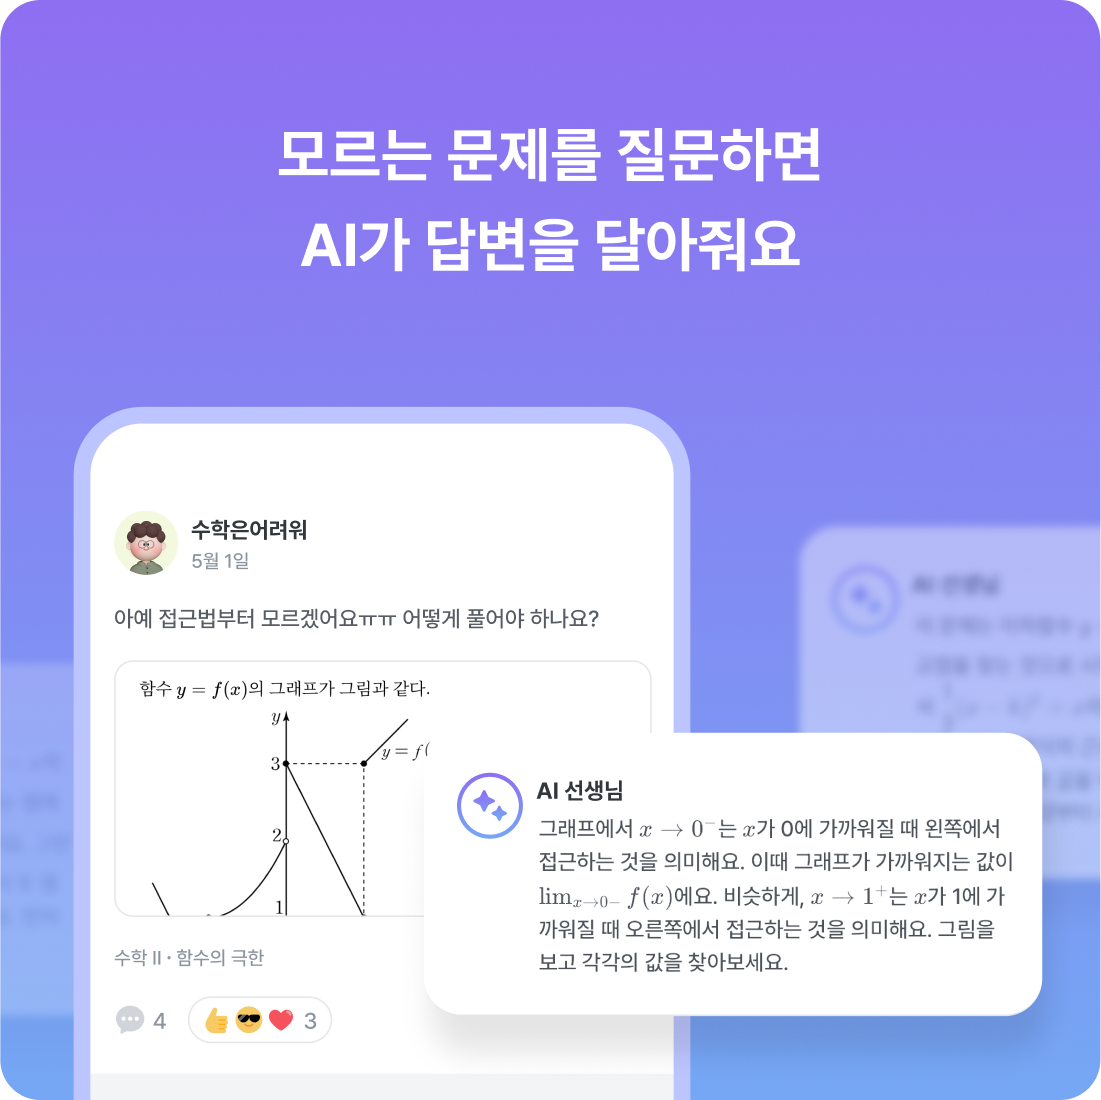 모르는 문제를 질문하면
AI가 답변을 달아줘요
수학은어려워
5월 1일
아예 접근법부터 모르겠어요ㅠㅠ 어떻게 풀어야 하나요?
함수 y = f(x)의 그래프가 그림과 같다.
y
y = f(
3
2
1
수학 II · 함수의 극한
4
3
AI 선생님
그래프에서 x → 0⁻는 x가 0에 가까워질 때 왼쪽에서
접근하는 것을 의미해요. 이때 그래프가 가까워지는 값이
lim x→0− f(x)에요. 비슷하게, x → 1⁺는 x가 1에 가
까워질 때 오른쪽에서 접근하는 것을 의미해요. 그림을
보고 각각의 값을 찾아보세요.
AI 선생님